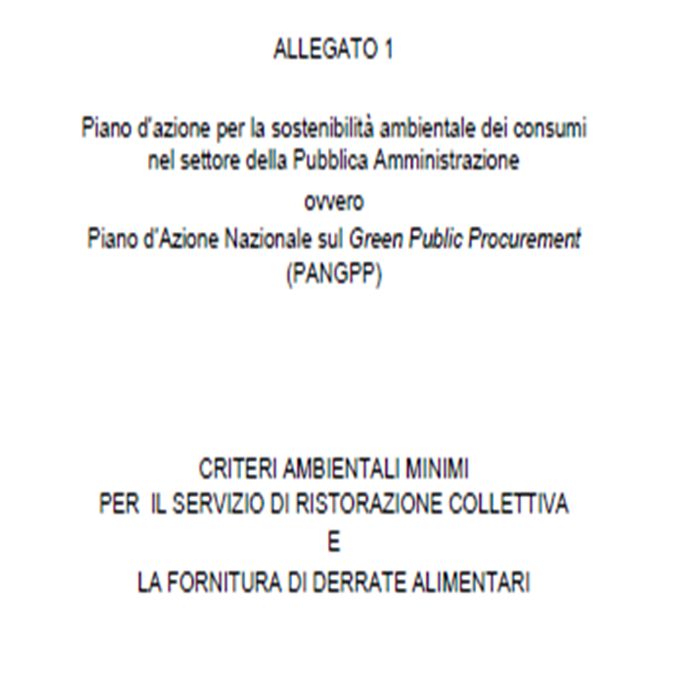 ALLEGATO 1
Piano d'azione per la sostenibilità ambientale dei consumi
nel settore della Pubblica Amministrazione
ovvero
Piano d'Azione Nazionale sul Green Public Procurement
(PANGPP)
CRITERI AMBIENTALI MINIMI
PER IL SERVIZIO DI RISTORAZIONE COLLETTIVA
E
LA FORNITURA DI DERRATE ALIMENTARI